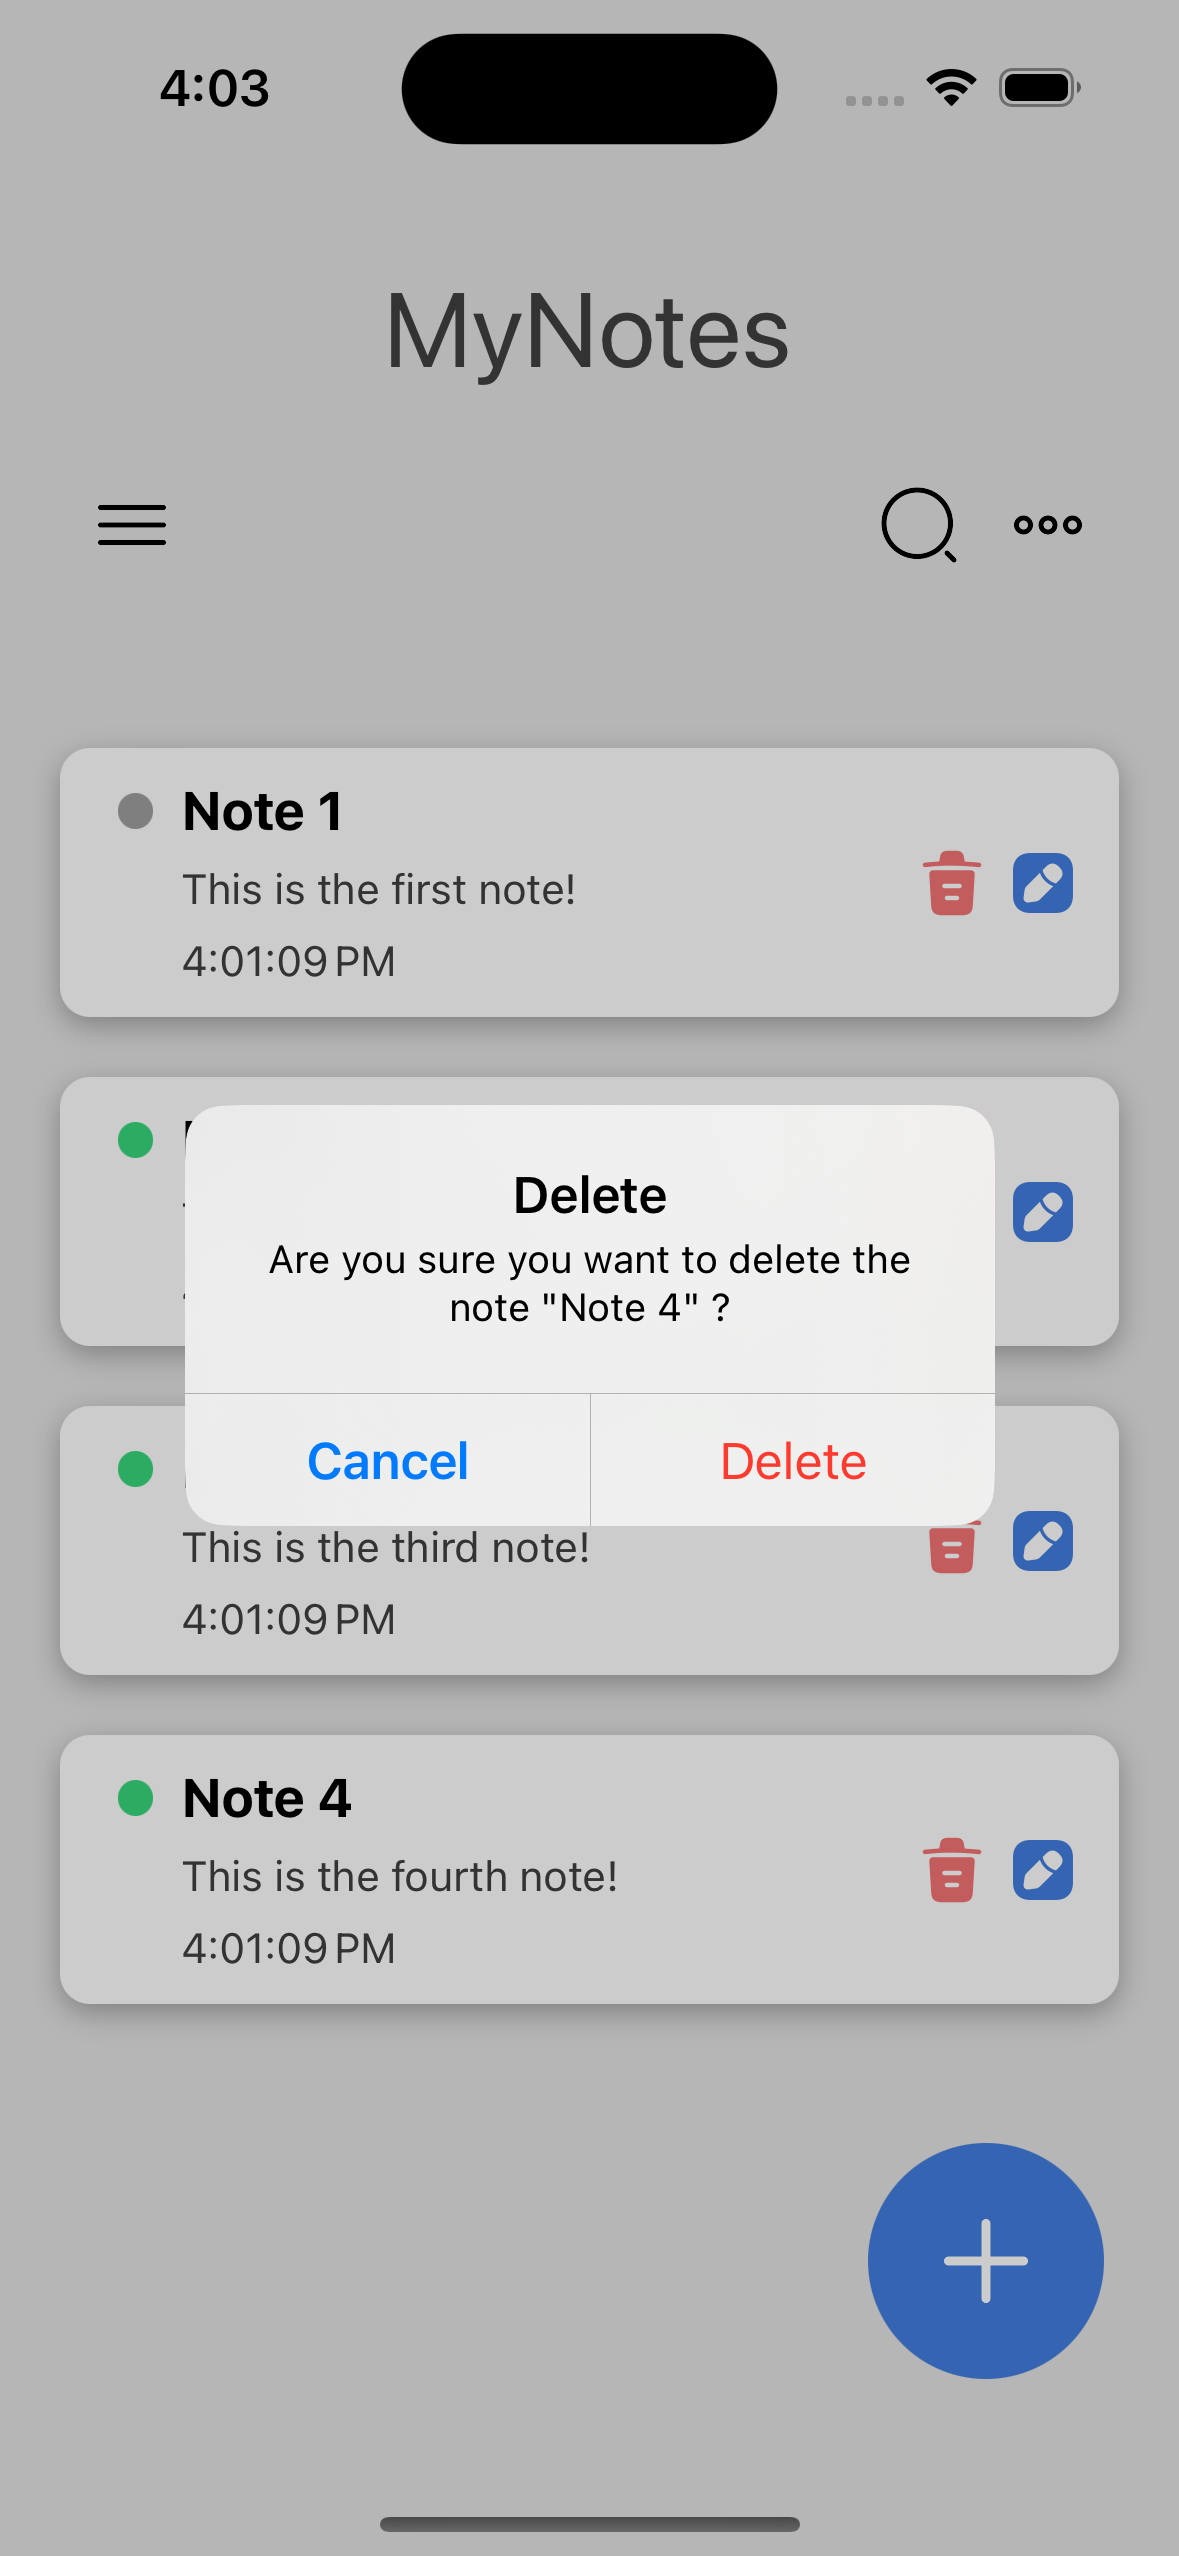 4:03
MyNotes
Note 1
This is the first note!
4:01:09 PM
Delete
Are you sure you want to delete the
note "Note 4" ?
Cancel
Delete
This is the third note!
4:01:09 PM
Note 4
This is the fourth note!
4:01:09 PM